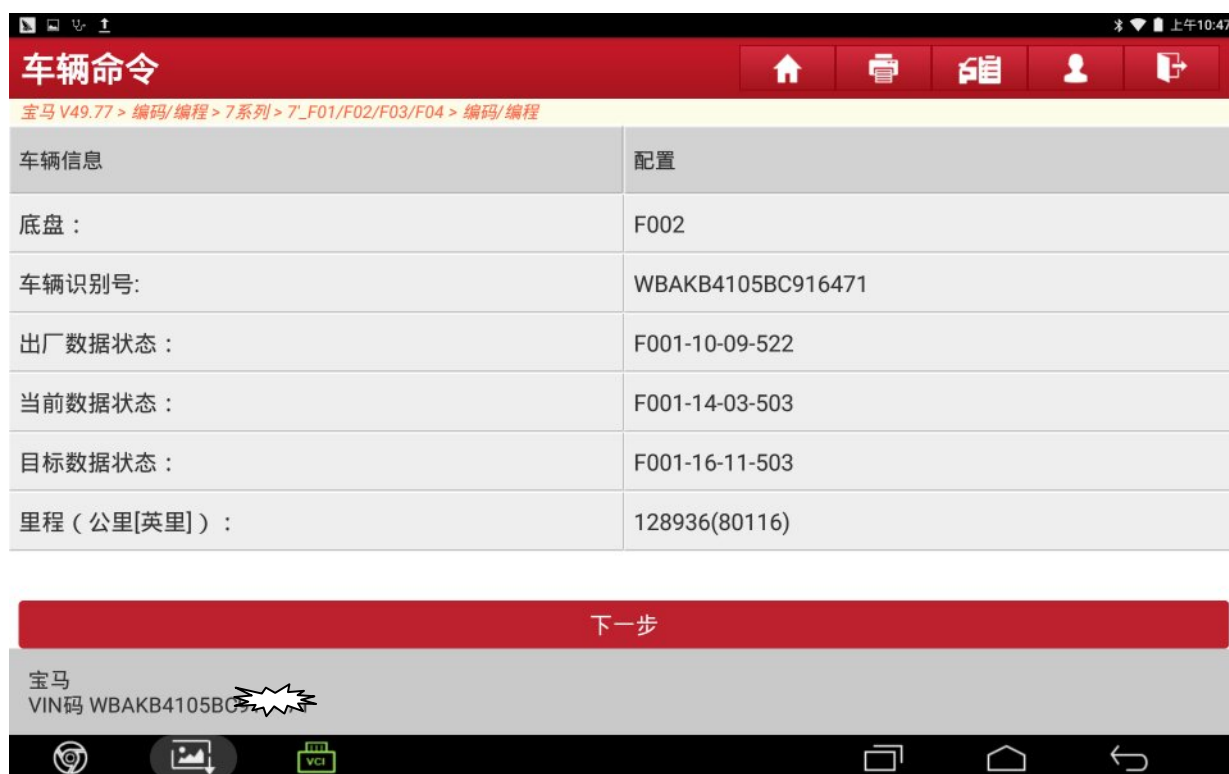 上午10:47
车辆命令
宝马 V49.77 > 编码/编程 > 7系列 > 7'_F01/F02/F03/F04 > 编码/编程
车辆信息 配置
底盘： F002
车辆识别号: WBAKB4105BC916471
出厂数据状态： F001-10-09-522
当前数据状态： F001-14-03-503
目标数据状态： F001-16-11-503
里程（公里[英里]）： 128936(80116)
下一步
宝马
VIN码 WBAKB4105BC9
VCI